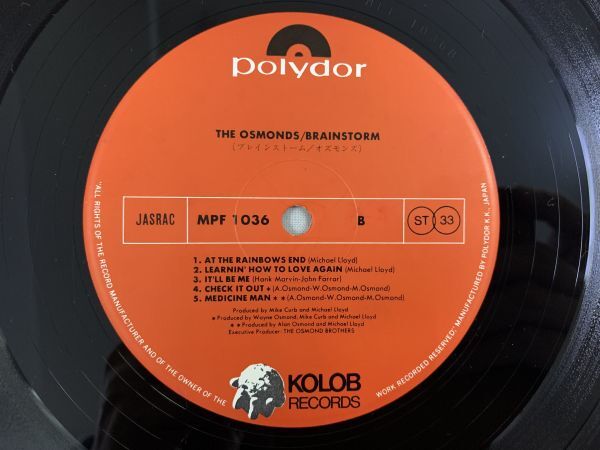 polydor
THE OSMONDS/BRAINSTORM
(ブレインストーム/オズモンズ)
JASRAC MPF 1036 B ST 33
1. AT THE RAINBOWS END (Michael Lloyd)
2. LEARNIN' HOW TO LOVE AGAIN (Michael Lloyd)
3. IT'LL BE ME (Hank Marvin-John Farrar)
4. CHECK IT OUT * (A.Osmond-W.Osmond-M.Osmond)
5. MEDICINE MAN * * (A.Osmond-W.Osmond-M.Osmond)
Produced by Mike Curb and Michael Lloyd
* Produced by Wayne Osmond, Mike Curb and Michael Lloyd
* * Produced by Alan Osmond and Michael Lloyd
Executive Producer: THE OSMOND BROTHERS
KOLOB
RECORDS
"ALL RIGHTS OF THE RECORD MANUFACTURER AND OF THE OWNER OF THE
WORK RECORDED RESERVED." MANUFACTURED BY POLYDOR K.K., JAPAN